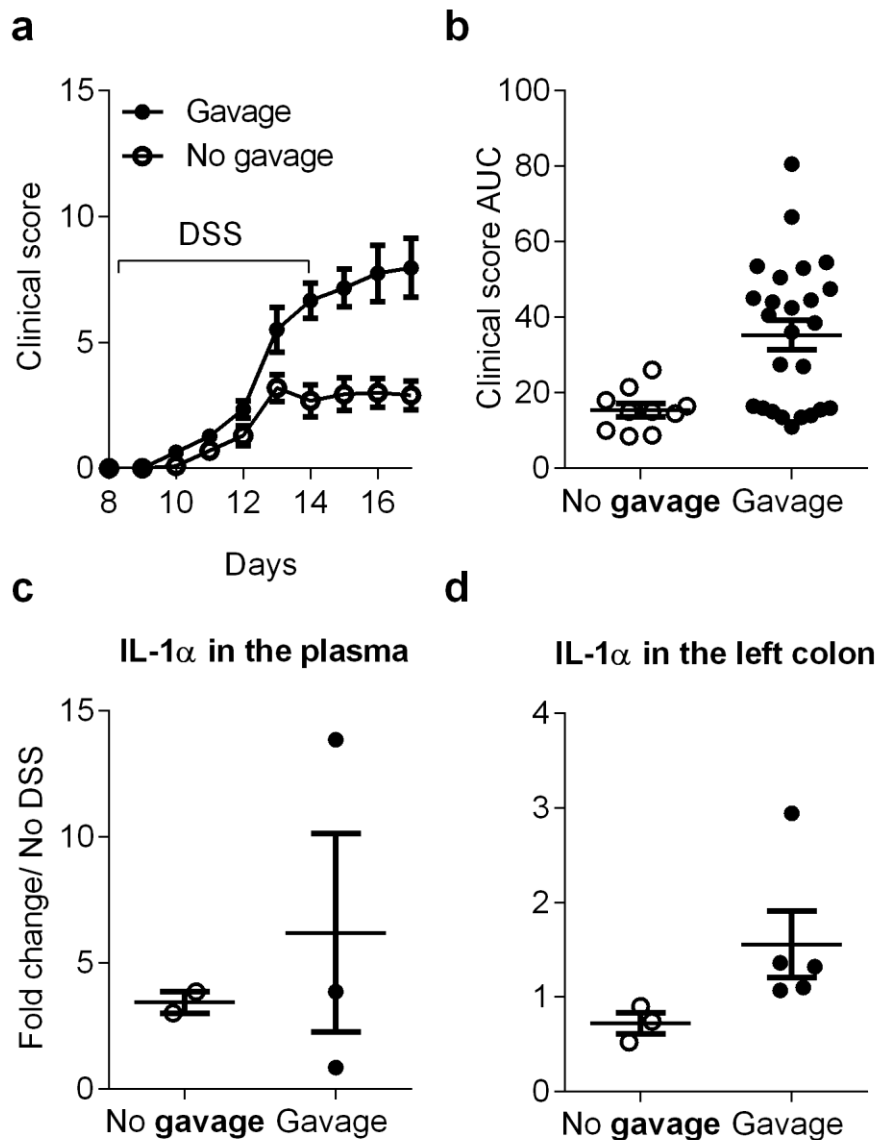 a
15
10
5
0
Clinical score
Gavage
No gavage
DSS
8 10 12 14 16
Days
b
100
80
60
40
20
0
Clinical score AUC
No gavage Gavage
c
IL-1α in the plasma
15
10
5
0
Fold change/ No DSS
No gavage Gavage
d
IL-1α in the left colon
4
3
2
1
0
No gavage Gavage